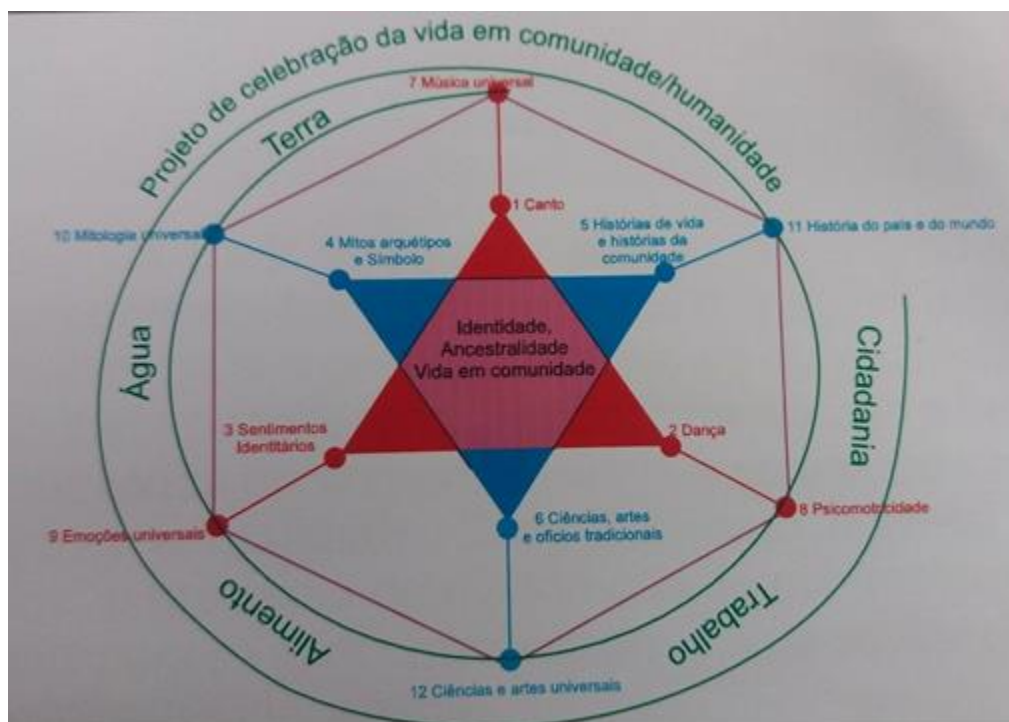 Projeto de celebração da vida em comunidade/humanidade
7 Música universal
Terra
1 Canto
10 Mitologia universal
4 Mitos arquétipos
e Símbolo
5 Histórias de vida
e histórias da
comunidade
11 História do país e do mundo
Identidade,
Ancestralidade
Vida em comunidade
Água
Cidadania
3 Sentimentos
Identitários
2 Dança
9 Emoções universais
6 Ciências, artes
e ofícios tradicionais
8 Psicomotricidade
Alimento
Trabalho
12 Ciências e artes universais